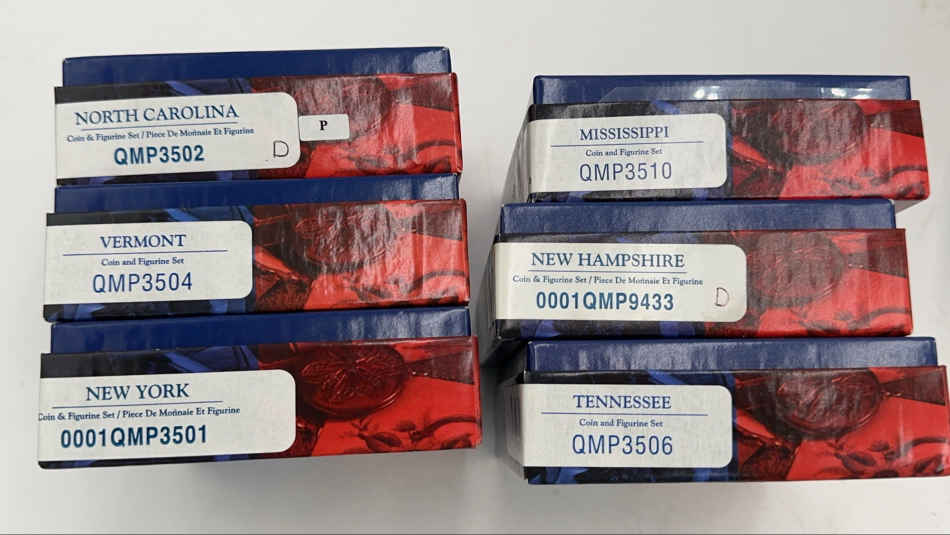 NORTH CAROLINA
Coin & Figurine Set / Piece De Monnaie Et Figurine
QMP3502
D
P
VERMONT
Coin and Figurine Set
QMP3504
NEW YORK
Coin & Figurine Set / Piece De Monnaie Et Figurine
0001QMP3501
MISSISSIPPI
Coin and Figurine Set
QMP3510
NEW HAMPSHIRE
Coin & Figurine Set / Piece De Monnaie Et Figurine
0001QMP9433
D
TENNESSEE
Coin and Figurine Set
QMP3506